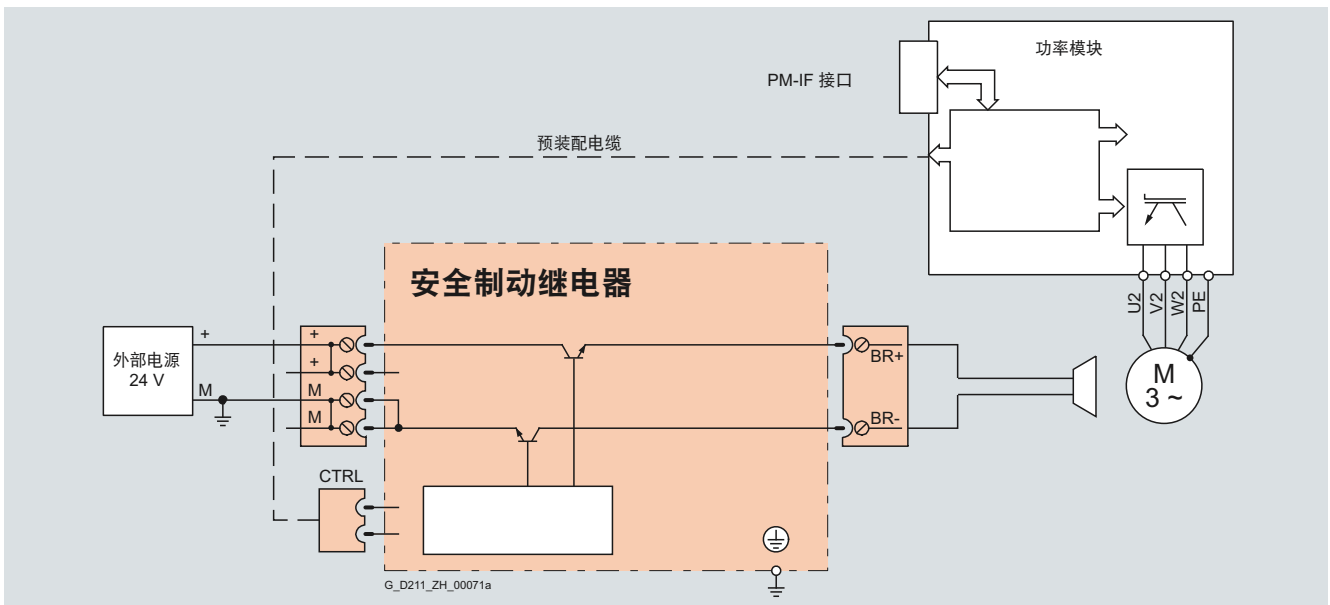 功率模块
PM-IF 接口
预装配电缆
安全制动继电器
外部电源
24 V
+
M
+
+
M
M
BR+
BR-
CTRL
U2
V2
W2
PE
M
3 ~
G_D211_ZH_00071a